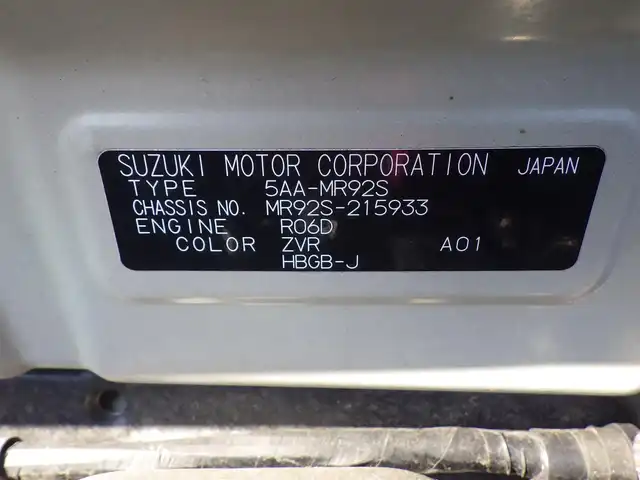 SUZUKI MOTOR CORPORATION JAPAN
TYPE 5AA-MR92S
CHASSIS NO. MR92S-215933
ENGINE R06D
COLOR ZVR A01
HBGB-J